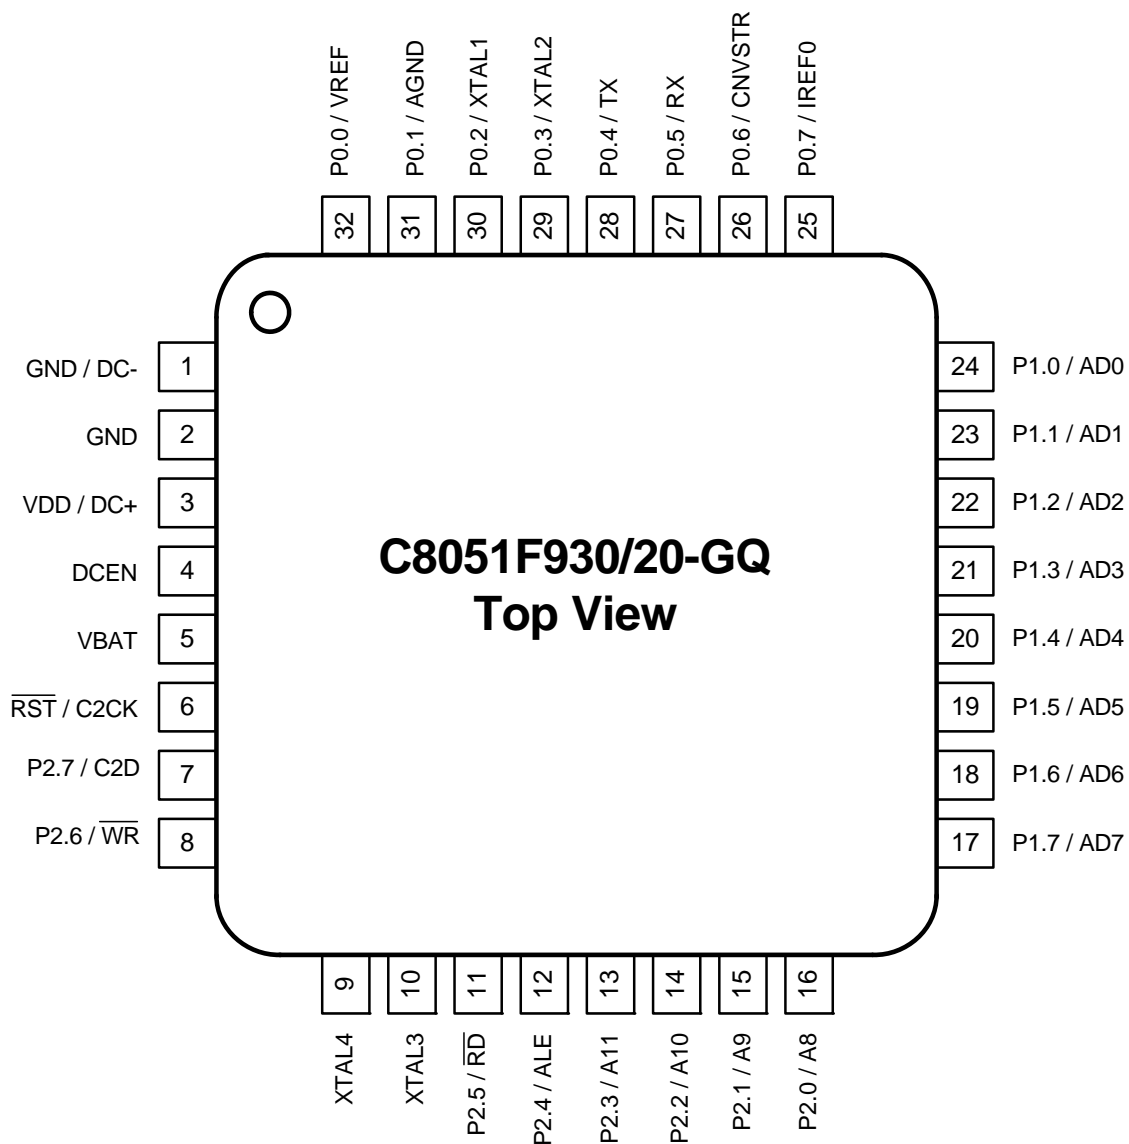 P0.0 / VREF
P0.1 / AGND
P0.2 / XTAL1
P0.3 / XTAL2
P0.4 / TX
P0.5 / RX
P0.6 / CNVSTR
P0.7 / IREF0
32
31
30
29
28
27
26
25
GND / DC-
1
GND
2
VDD / DC+
3
DCEN
4
VBAT
5
R̅S̅T̅ / C2CK
6
P2.7 / C2D
7
P2.6 / W̅R̅
8
C8051F930/20-GQ
Top View
24
P1.0 / AD0
23
P1.1 / AD1
22
P1.2 / AD2
21
P1.3 / AD3
20
P1.4 / AD4
19
P1.5 / AD5
18
P1.6 / AD6
17
P1.7 / AD7
9
10
11
12
13
14
15
16
XTAL4
XTAL3
P2.5 / R̅D̅
P2.4 / ALE
P2.3 / A11
P2.2 / A10
P2.1 / A9
P2.0 / A8